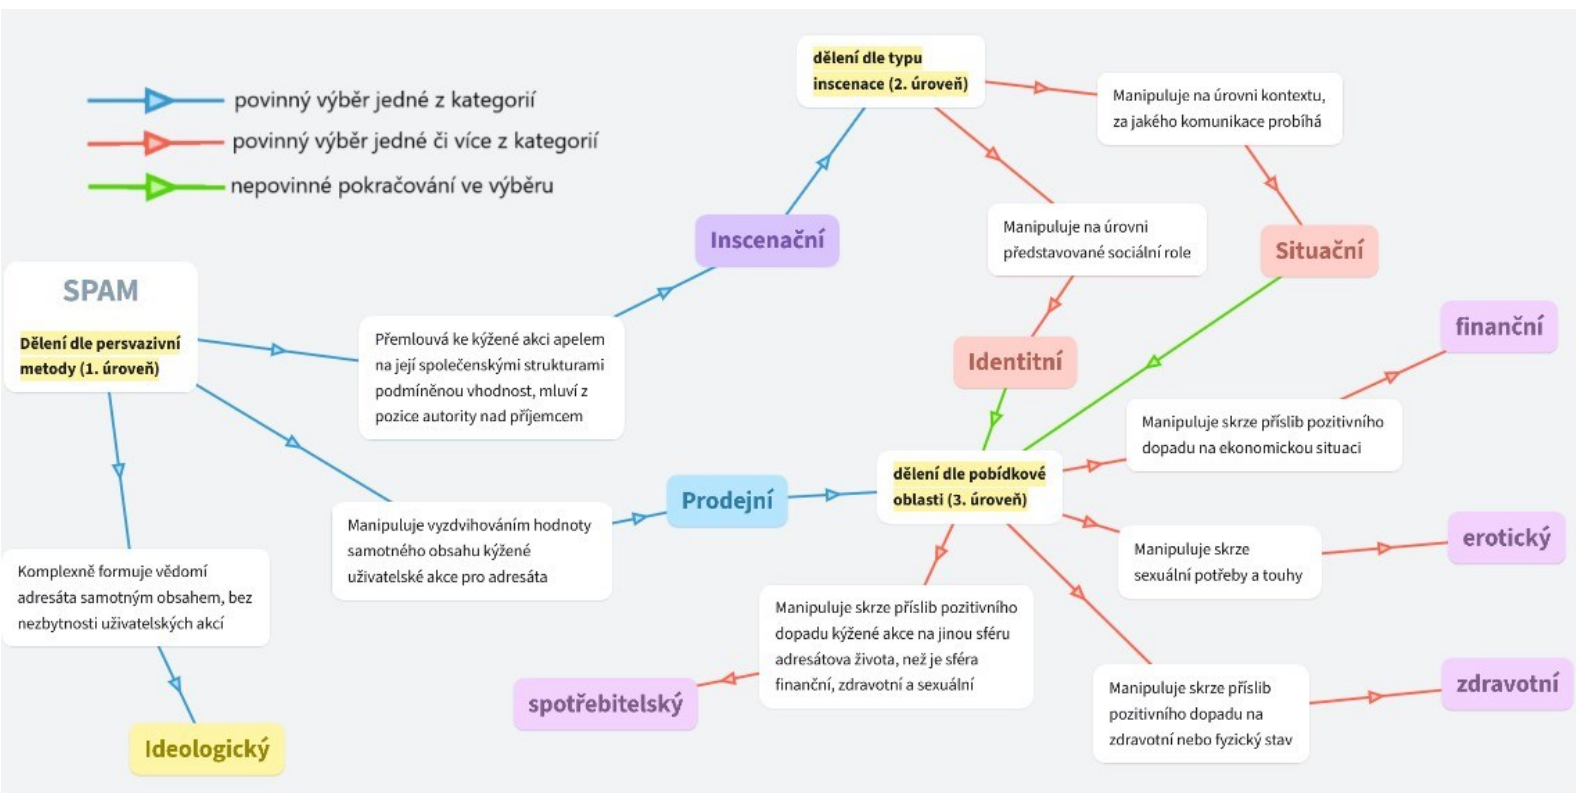 povinný výběr jedné z kategorií
povinný výběr jedné či více z kategorií
nepovinné pokračování ve výběru
dělení dle typu
inscenace (2. úroveň)
Manipuluje na úrovni kontextu,
za jakého komunikace probíhá
Inscenační
Manipuluje na úrovni
představované sociální role
Situační
SPAM
Dělení dle persvazivní
metody (1. úroveň)
Přemlouvá ke kýžené akci apelem
na její společenskými strukturami
podmíněnou vhodnost, mluví z
pozice autority nad příjemcem
Identitní
finanční
Manipuluje skrze příslib pozitivního
dopadu na ekonomickou situaci
dělení dle pobídkové
oblasti (3. úroveň)
Prodejní
Manipuluje vyzdvihováním hodnoty
samotného obsahu kýžené
uživatelské akce pro adresáta
Manipuluje skrze
sexuální potřeby a touhy
erotický
Komplexně formuje vědomí
adresáta samotným obsahem, bez
nezbytnosti uživatelských akcí
Manipuluje skrze příslib pozitivního
dopadu kýžené akce na jinou sféru
adresátova života, než je sféra
finanční, zdravotní a sexuální
spotřebitelský
Manipuluje skrze příslib
pozitivního dopadu na
zdravotní nebo fyzický stav
zdravotní
Ideologický